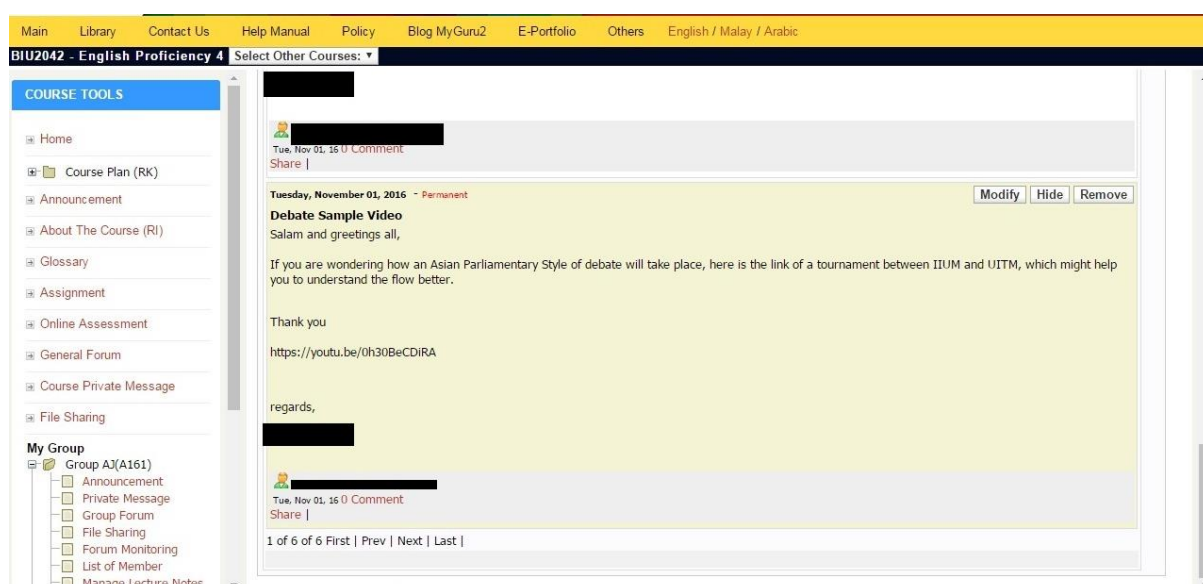 Main Library Contact Us Help Manual Policy Blog MyGuru2 E-Portfolio Others English / Malay / Arabic
BIU2042 - English Proficiency 4 Select Other Courses:
COURSE TOOLS
Home
Course Plan (RK)
Announcement
About The Course (RI)
Glossary
Assignment
Online Assessment
General Forum
Course Private Message
File Sharing
My Group
Group AJ(A161)
Announcement
Private Message
Group Forum
File Sharing
Forum Monitoring
List of Member
Manage Lecture Notes
Tue, Nov 01, 16 0 Comment
Share |
Tuesday, November 01, 2016 - Permanent
Modify Hide Remove
Debate Sample Video
Salam and greetings all,
If you are wondering how an Asian Parliamentary Style of debate will take place, here is the link of a tournament between IIUM and UITM, which might help
you to understand the flow better.
Thank you
https://youtu.be/0h30BeCDiRA
regards,
Tue, Nov 01, 16 0 Comment
Share |
1 of 6 of 6 First | Prev | Next | Last |